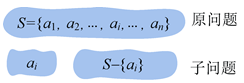 S={a₁, a₂, ..., aᵢ, ..., aₙ} 原问题
aᵢ S−{aᵢ} 子问题